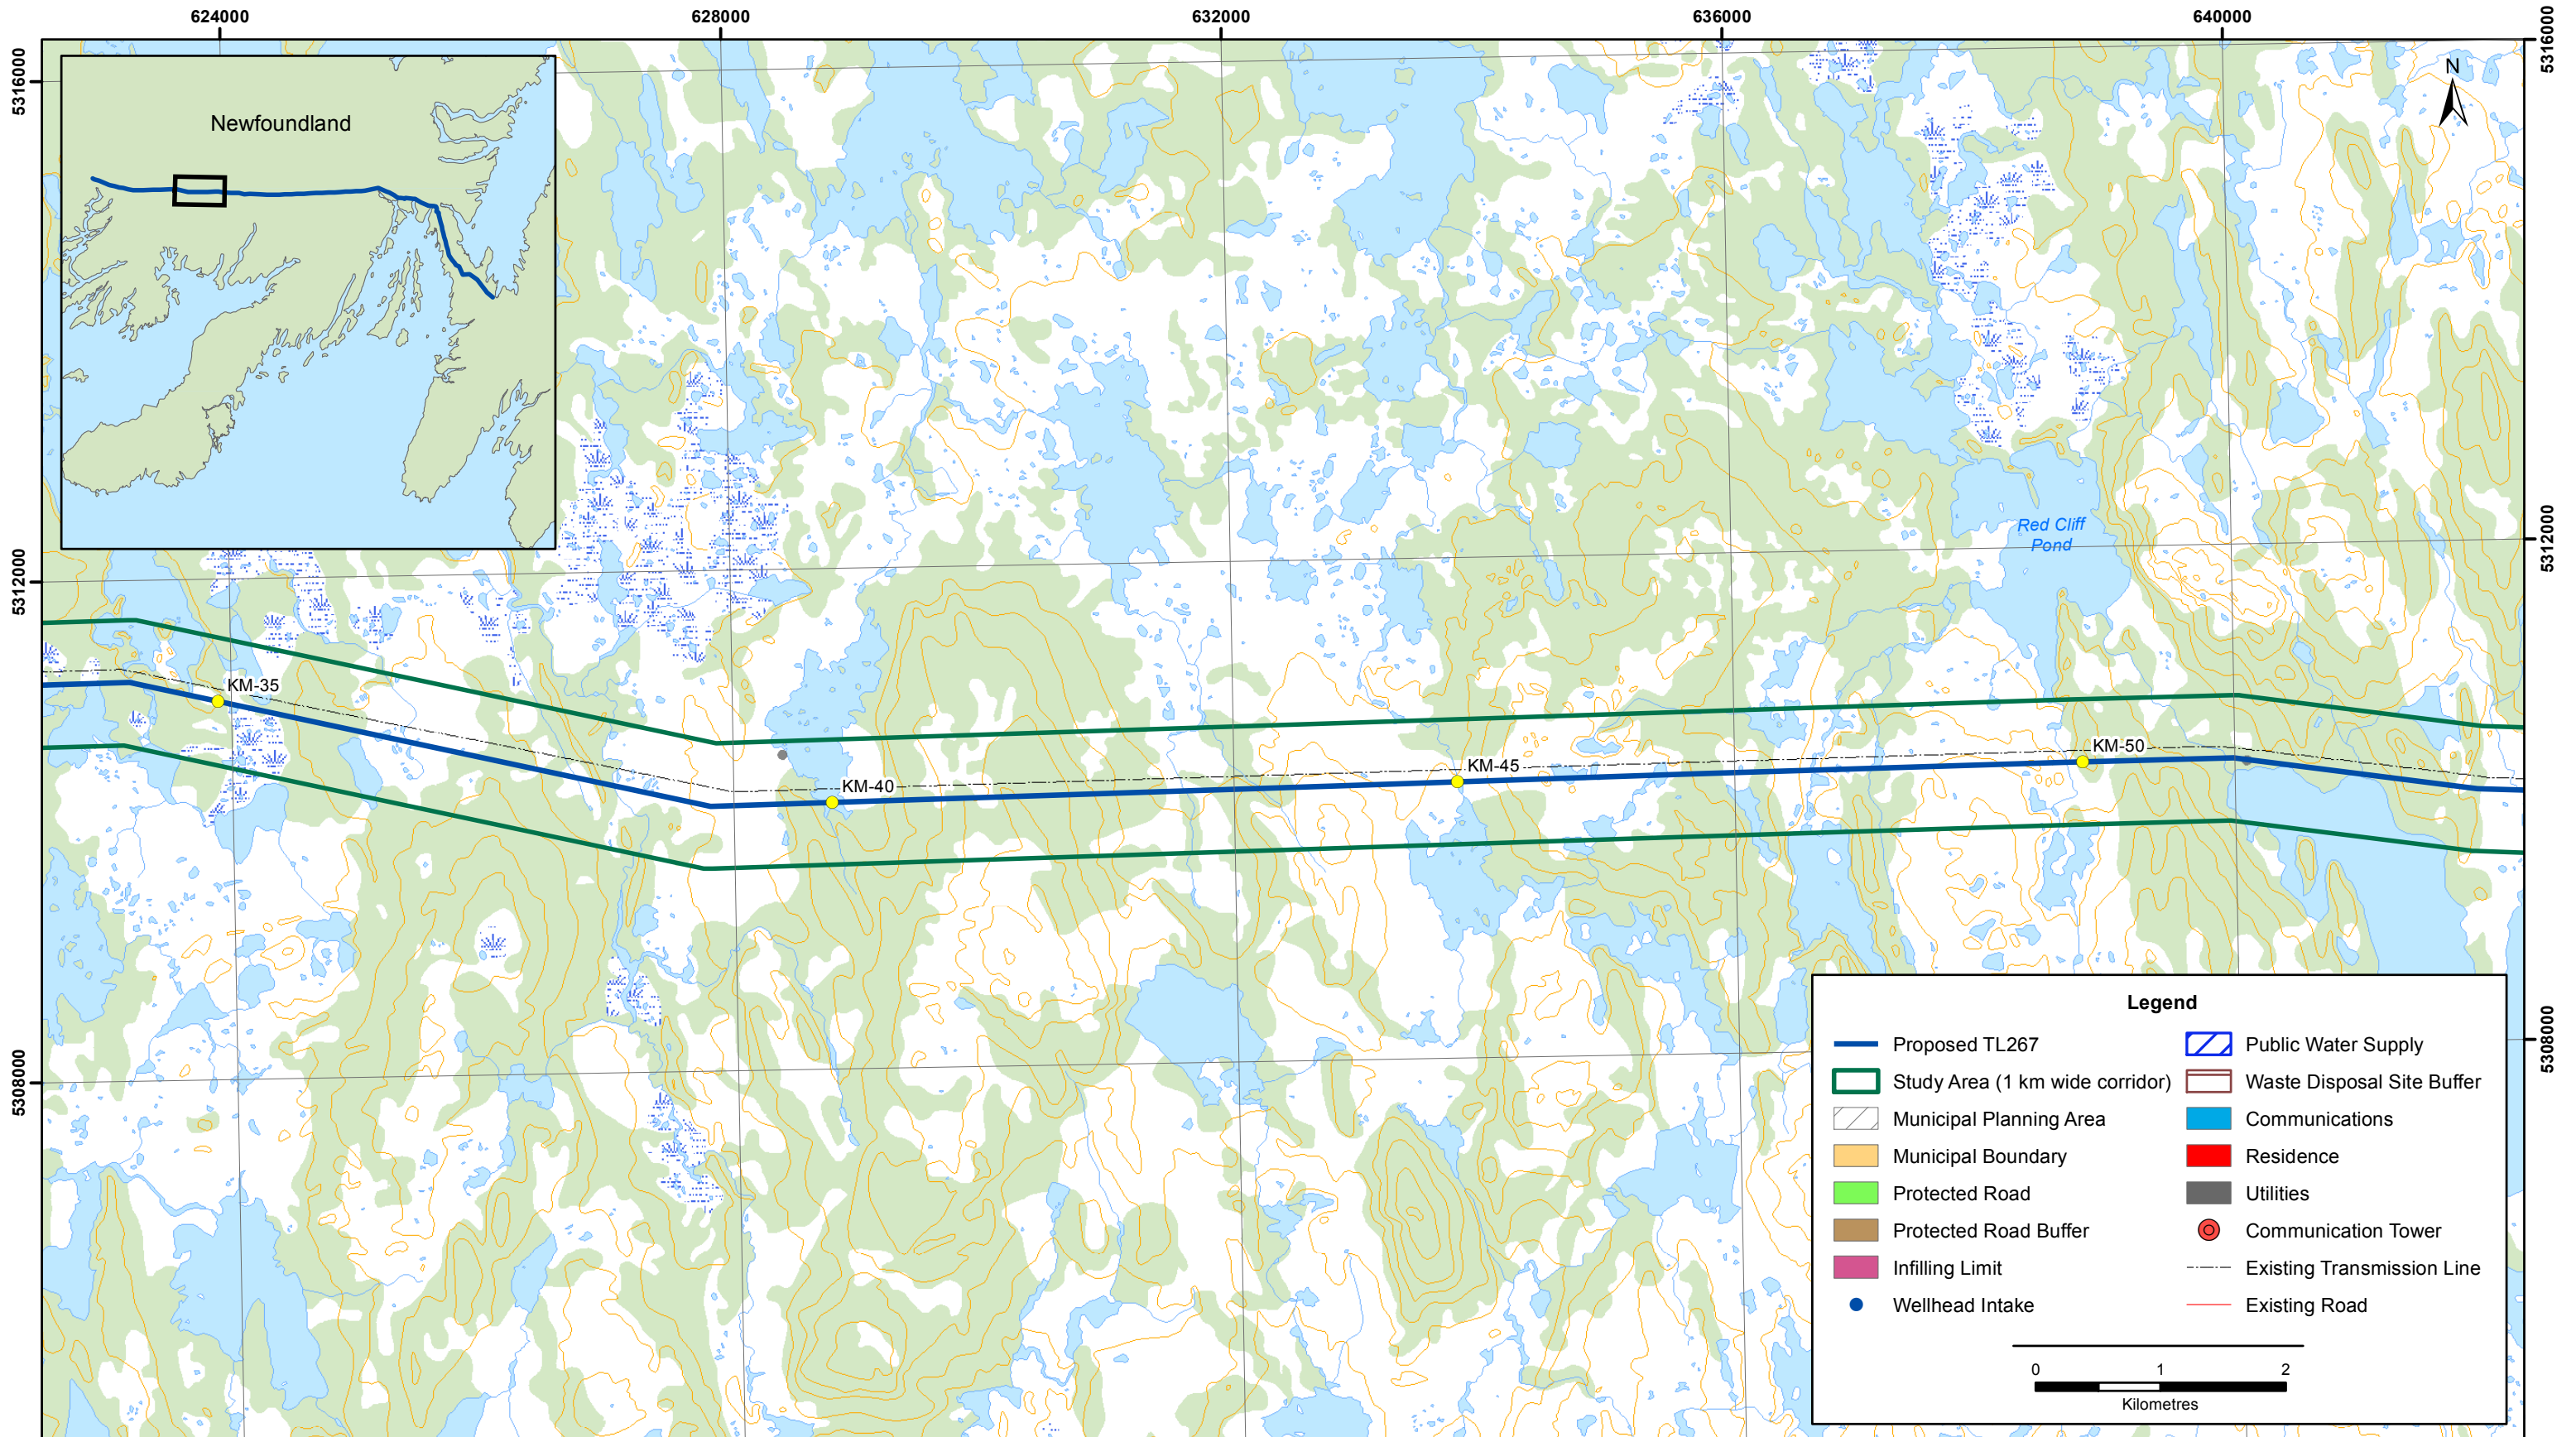 624000
628000
632000
636000
640000
5316000
5316000
Newfoundland
N
5312000
5312000
Red Cliff
Pond
KM-35
KM-40
KM-45
KM-50
5308000
5308000
Legend
Proposed TL267
Study Area (1 km wide corridor)
Municipal Planning Area
Municipal Boundary
Protected Road
Protected Road Buffer
Infilling Limit
Wellhead Intake
Public Water Supply
Waste Disposal Site Buffer
Communications
Residence
Utilities
Communication Tower
Existing Transmission Line
Existing Road
0 1 2
Kilometres